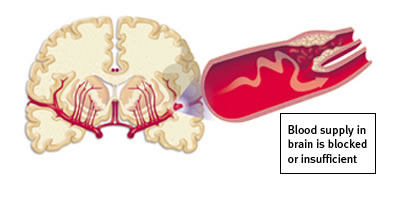 Blood supply in
brain is blocked
or insufficient